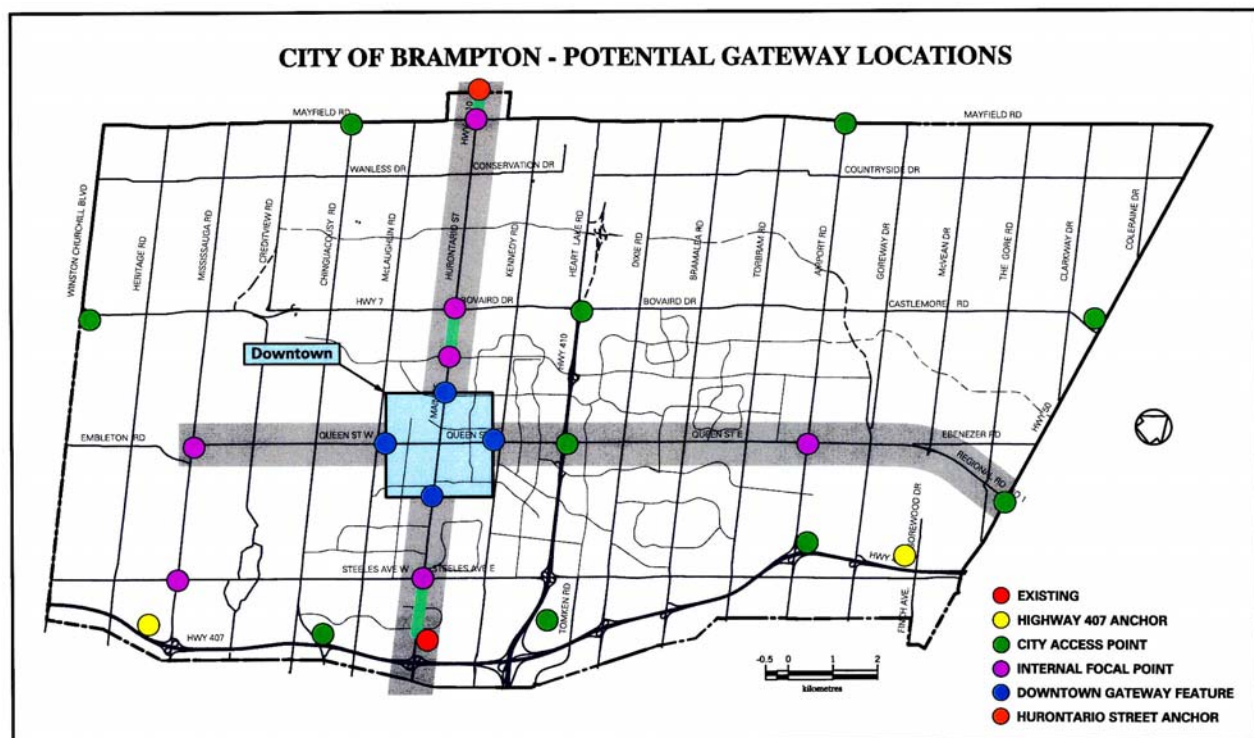 CITY OF BRAMPTON - POTENTIAL GATEWAY LOCATIONS
MAYFIELD RD
MAYFIELD RD
WANLESS DR
CONSERVATION DR
COUNTRYSIDE DR
WINSTON CHURCHILL BLVD
HERITAGE RD
MISSISSAUGA RD
CREDITVIEW RD
CHINGUACOUSY RD
McLAUGHLIN RD
HURONTARIO ST
KENNEDY RD
HEART LAKE RD
DIXIE RD
BRAMALEA RD
TORBRAM RD
AIRPORT RD
GOREWAY DR
McVEAN DR
THE GORE RD
CLARKWAY DR
COLERAINE DR
HWY 7
BOVAIRD DR
BOVAIRD DR
CASTLEMORE RD
Downtown
HWY 410
HWY 50
EMBLETON RD
QUEEN ST W
QUEEN ST E
EBENEZER RD
REGIONAL RD
STEELES AVE W
STEELES AVE E
TOMKEN RD
GOREWOOD DR
FINCH AVE.
HWY 407
-0.5 0 1 2
kilometres
EXISTING
HIGHWAY 407 ANCHOR
CITY ACCESS POINT
INTERNAL FOCAL POINT
DOWNTOWN GATEWAY FEATURE
HURONTARIO STREET ANCHOR